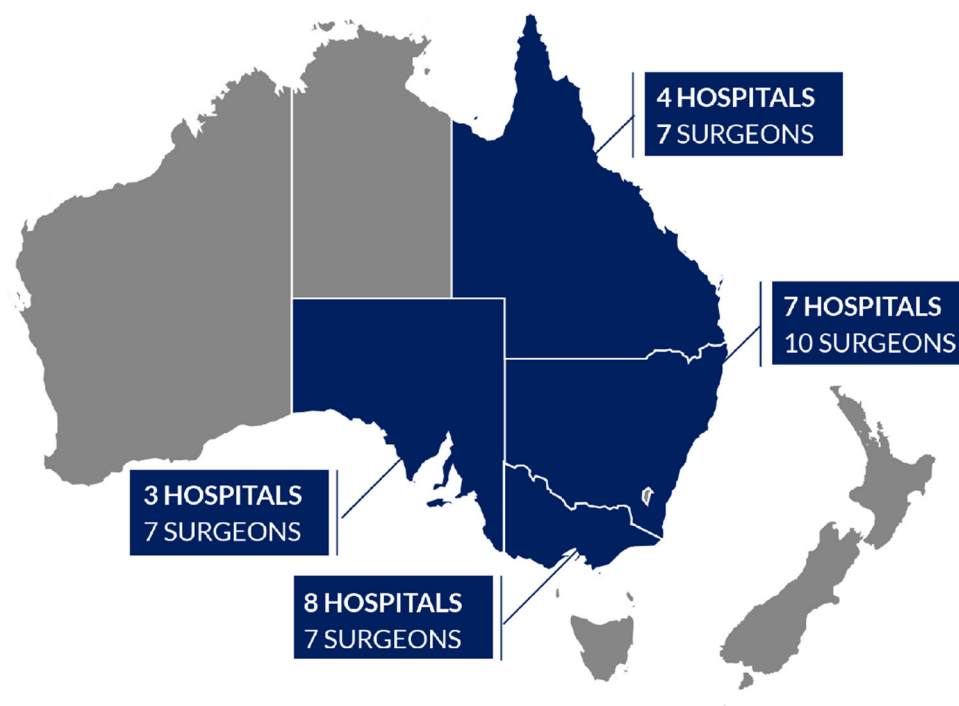 4 HOSPITALS
7 SURGEONS
7 HOSPITALS
10 SURGEONS
3 HOSPITALS
7 SURGEONS
8 HOSPITALS
7 SURGEONS